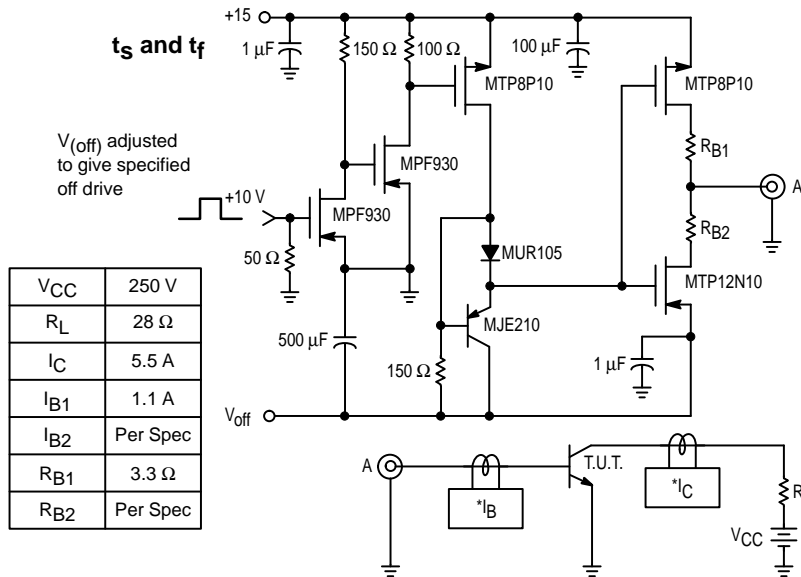 +15
t_s and t_f
1 µF
150 Ω
100 Ω
MTP8P10
100 µF
MTP8P10
V(off) adjusted
to give specified
off drive
MPF930
R_B1
A
+10 V
MPF930
R_B2
50 Ω
MUR105
MTP12N10
V_CC 250 V
R_L 28 Ω
I_C 5.5 A
I_B1 1.1 A
I_B2 Per Spec
R_B1 3.3 Ω
R_B2 Per Spec
500 µF
MJE210
150 Ω
1 µF
V_off
A
T.U.T.
*I_B
*I_C
R
V_CC